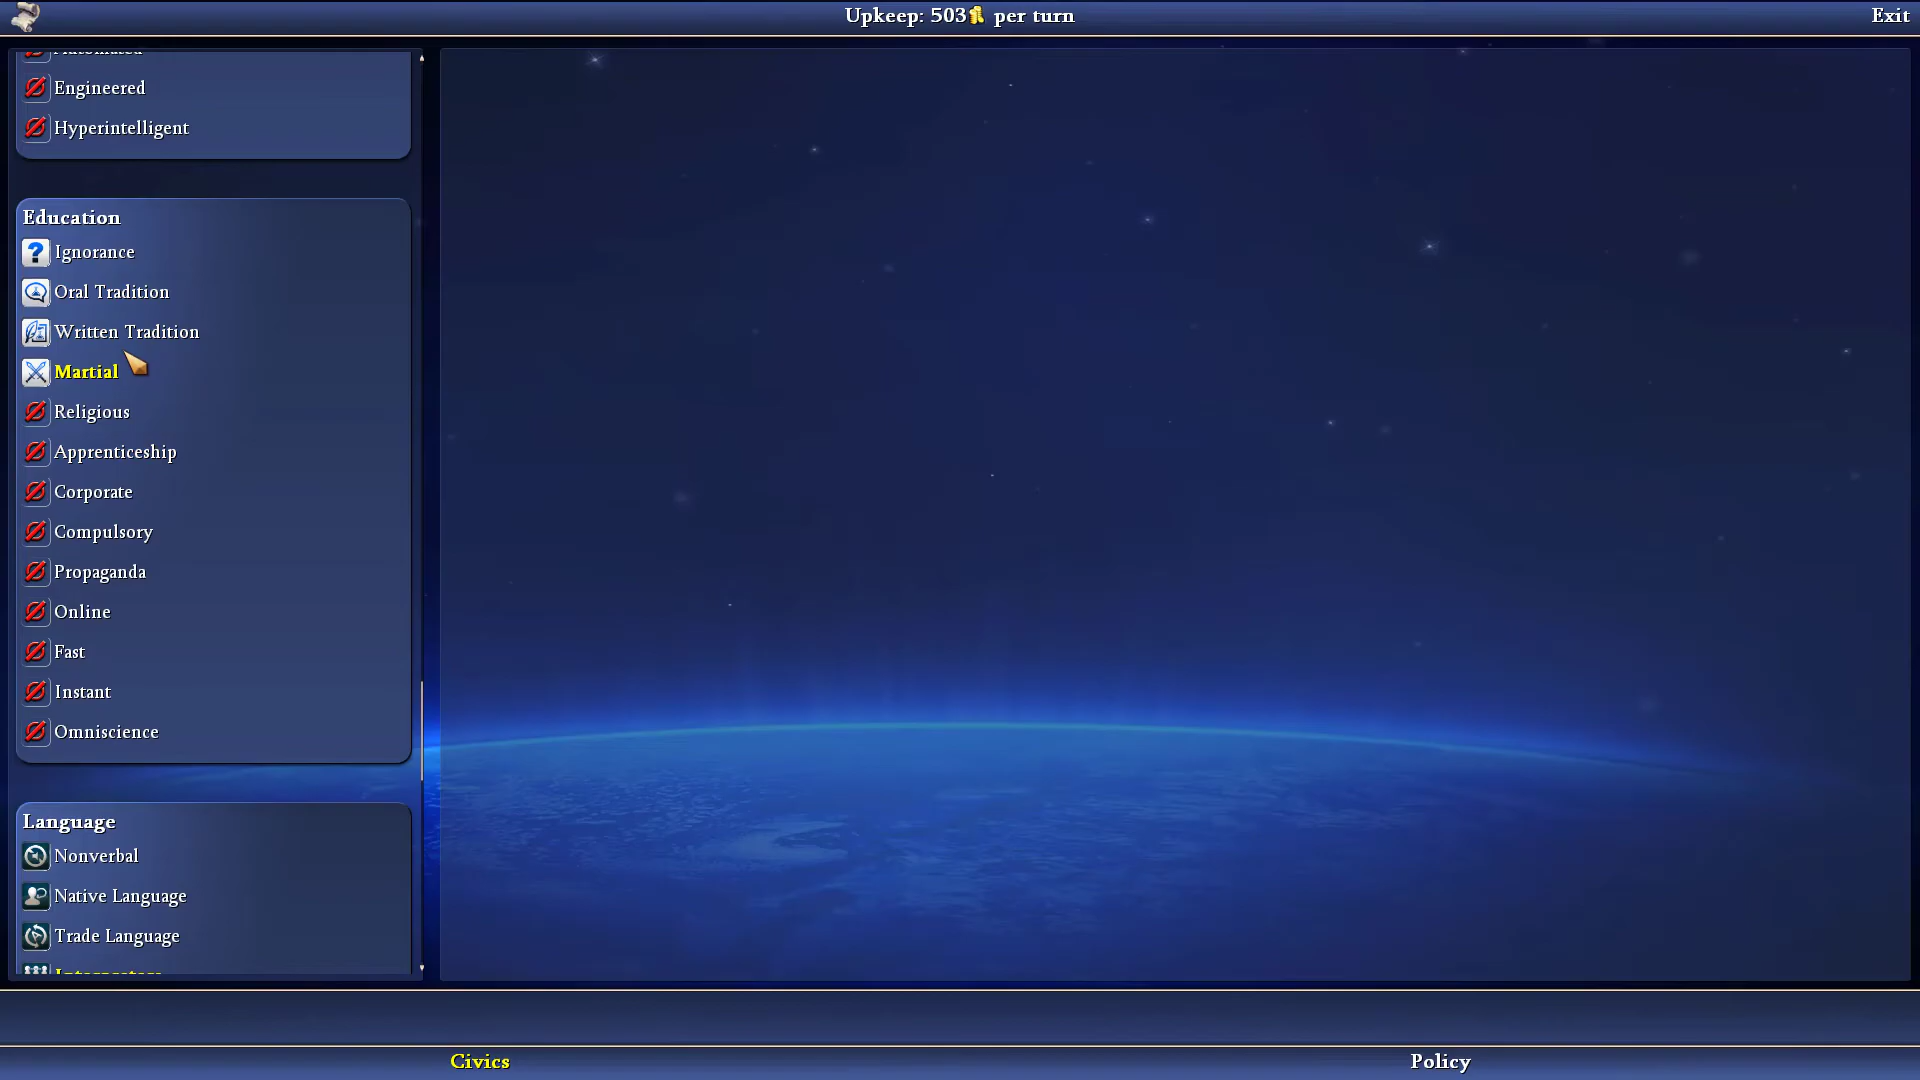 Upkeep: 503 per turn
Exit
Engineered
Hyperintelligent
Education
Ignorance
Oral Tradition
Written Tradition
Martial
Religious
Apprenticeship
Corporate
Compulsory
Propaganda
Online
Fast
Instant
Omniscience
Language
Nonverbal
Native Language
Trade Language
Civics
Policy